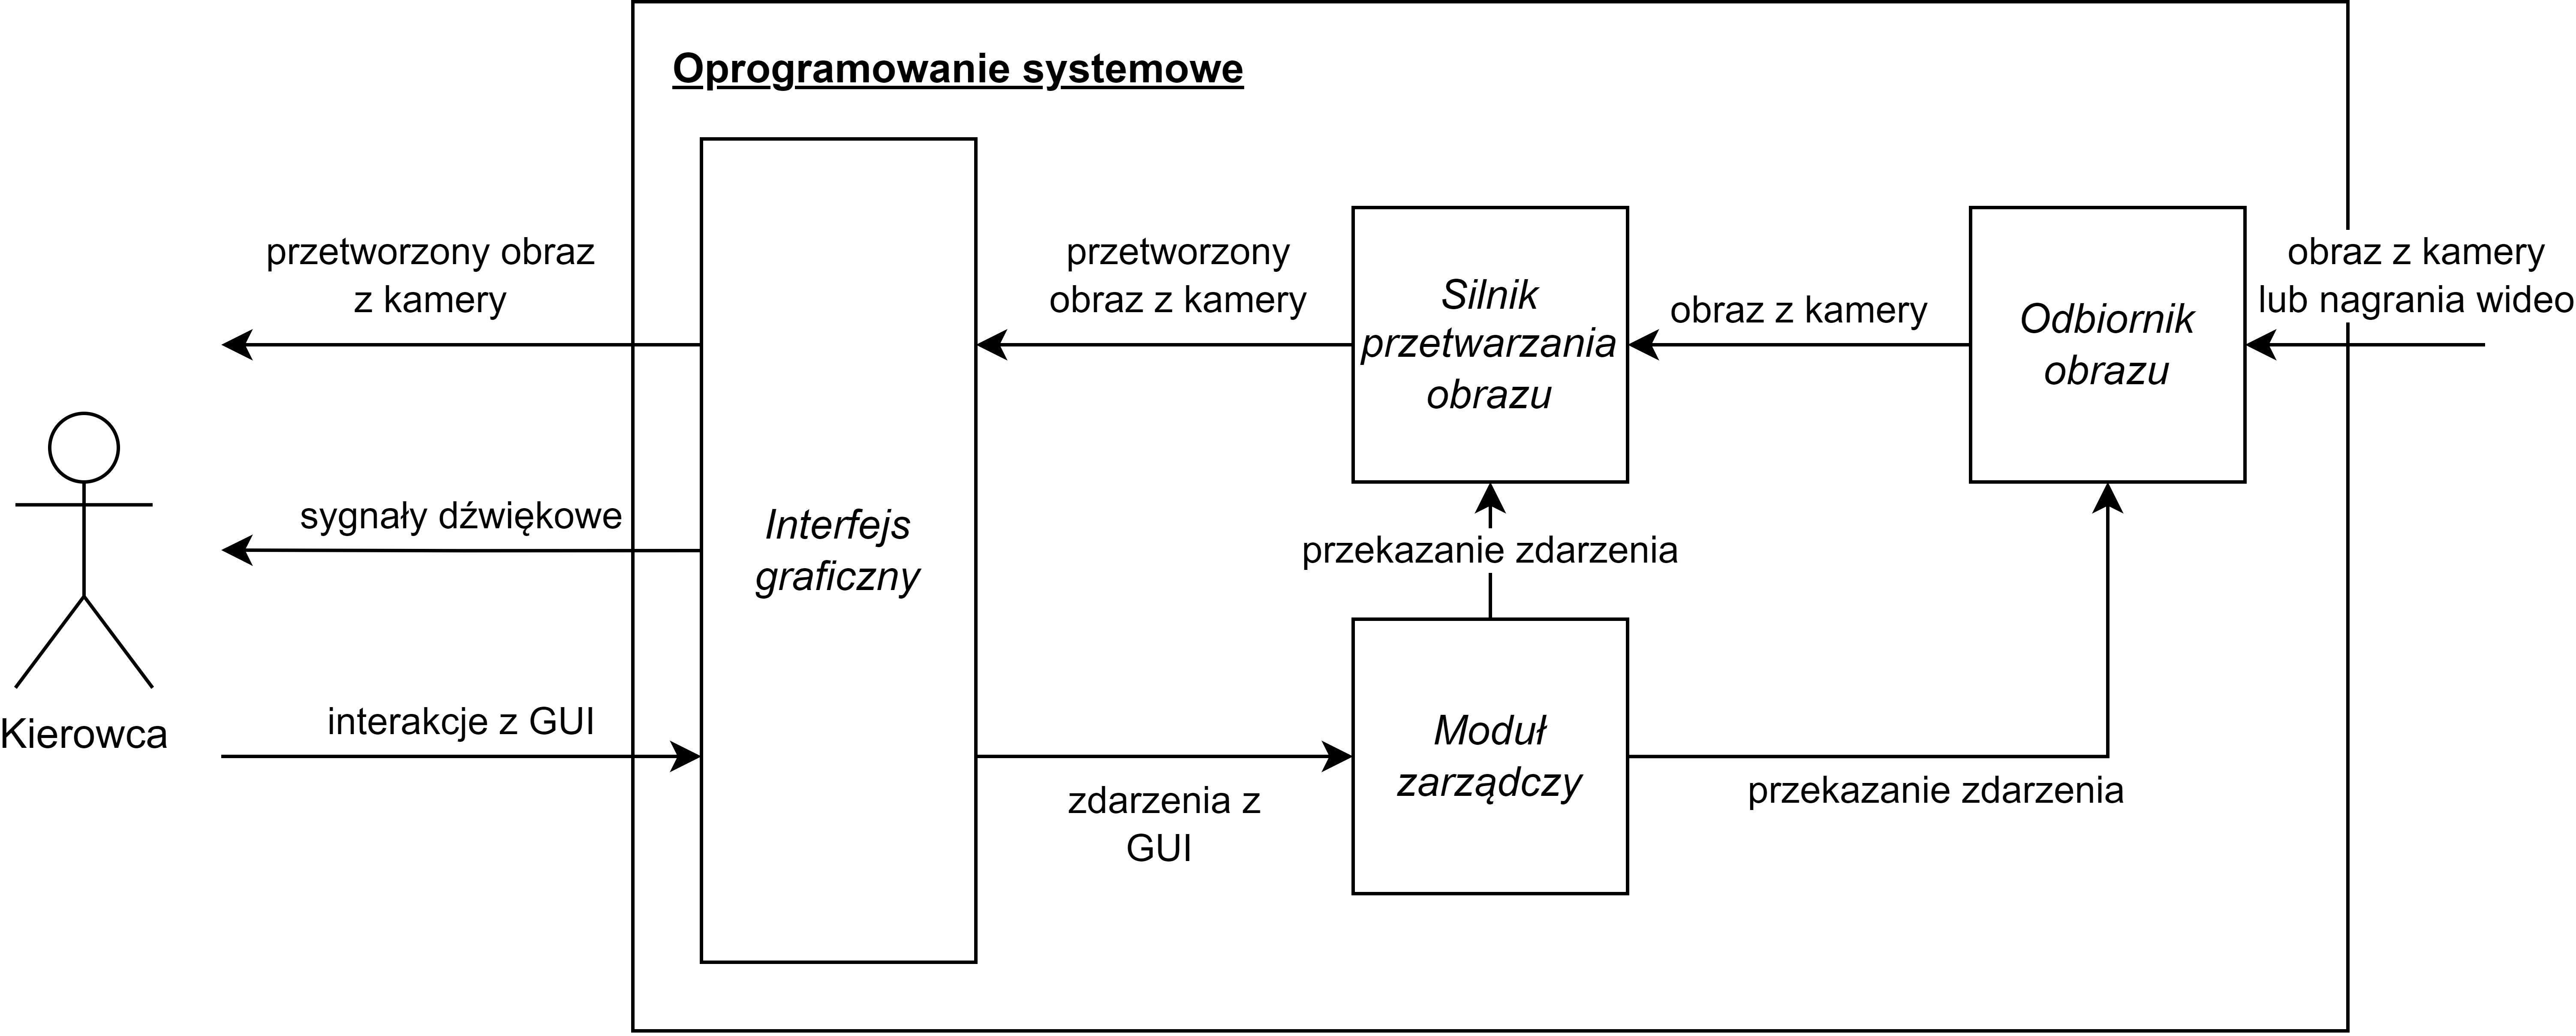 Oprogramowanie systemowe
przetworzony obraz
z kamery
przetworzony
obraz z kamery
Silnik
przetwarzania
obrazu
obraz z kamery
Odbiornik
obrazu
obraz z kamery
lub nagrania wideo
sygnały dźwiękowe
Interfejs
graficzny
przekazanie zdarzenia
Kierowca
interakcje z GUI
zdarzenia z
GUI
Moduł
zarządczy
przekazanie zdarzenia